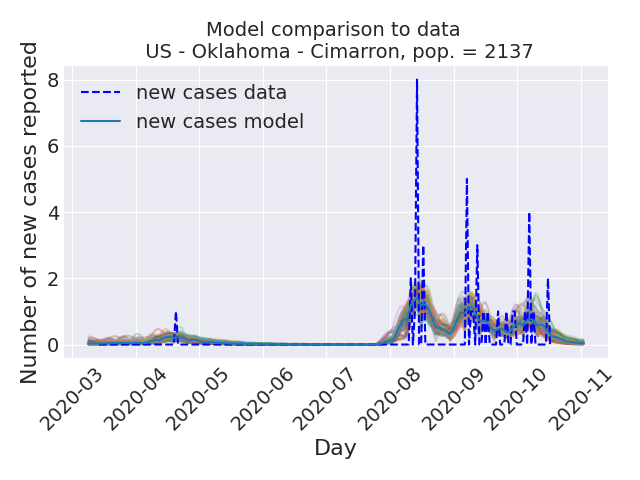 Model comparison to data
US - Oklahoma - Cimarron, pop. = 2137
Number of new cases reported
8
6
4
2
0
new cases data
new cases model
2020-03
2020-04
2020-05
2020-06
2020-07
2020-08
2020-09
2020-10
2020-11
Day